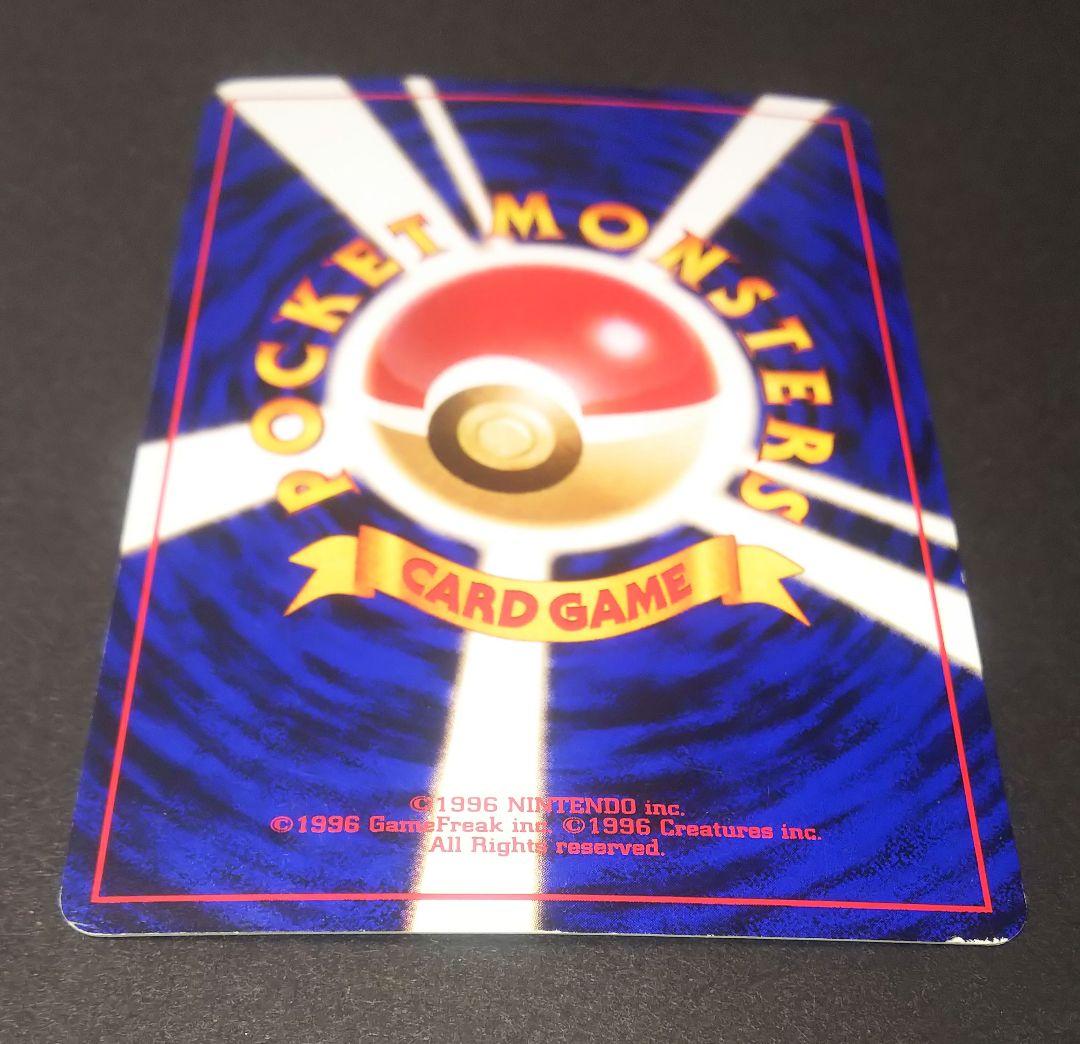 POCKET MONSTERS
CARD GAME
©1996 NINTENDO inc.
©1996 GameFreak inc. ©1996 Creatures inc.
All Rights reserved.